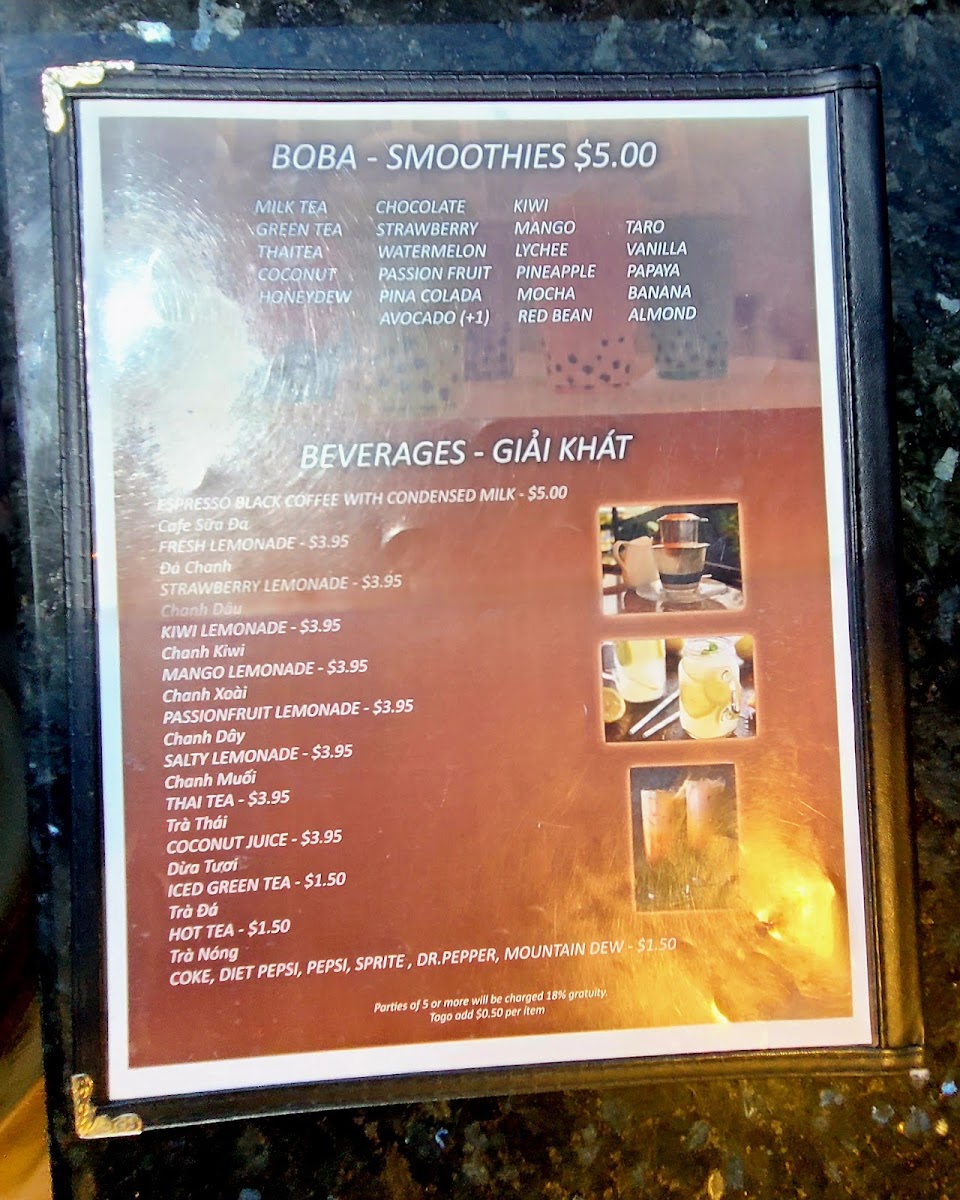 BOBA - SMOOTHIES $5.00
MILK TEA CHOCOLATE KIWI
GREEN TEA STRAWBERRY MANGO TARO
THAITEA WATERMELON LYCHEE VANILLA
COCONUT PASSION FRUIT PINEAPPLE PAPAYA
HONEYDEW PINA COLADA MOCHA BANANA
AVOCADO (+1) RED BEAN ALMOND
BEVERAGES - GIẢI KHÁT
ESPRESSO BLACK COFFEE WITH CONDENSED MILK - $5.00
Cafe Sữa Đa
FRESH LEMONADE - $3.95
Đá Chanh
STRAWBERRY LEMONADE - $3.95
Chanh Dâu
KIWI LEMONADE - $3.95
Chanh Kiwi
MANGO LEMONADE - $3.95
Chanh Xoài
PASSIONFRUIT LEMONADE - $3.95
Chanh Dây
SALTY LEMONADE - $3.95
Chanh Muối
THAI TEA - $3.95
Trà Thái
COCONUT JUICE - $3.95
Dừa Tươi
ICED GREEN TEA - $1.50
Trà Đá
HOT TEA - $1.50
Trà Nóng
COKE, DIET PEPSI, PEPSI, SPRITE , DR.PEPPER, MOUNTAIN DEW - $1.50
Parties of 5 or more will be charged 18% gratuity.
Togo add $0.50 per item